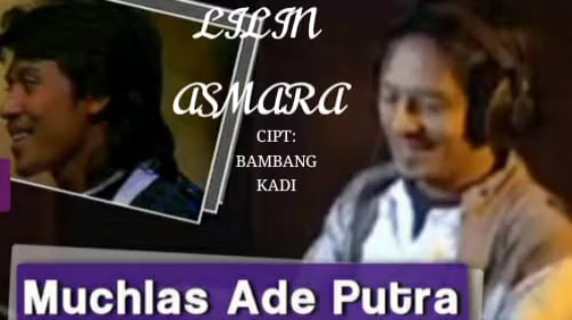 LILIN
ASMARA
CIPT:
BAMBANG
KADI
Muchlas Ade Putra